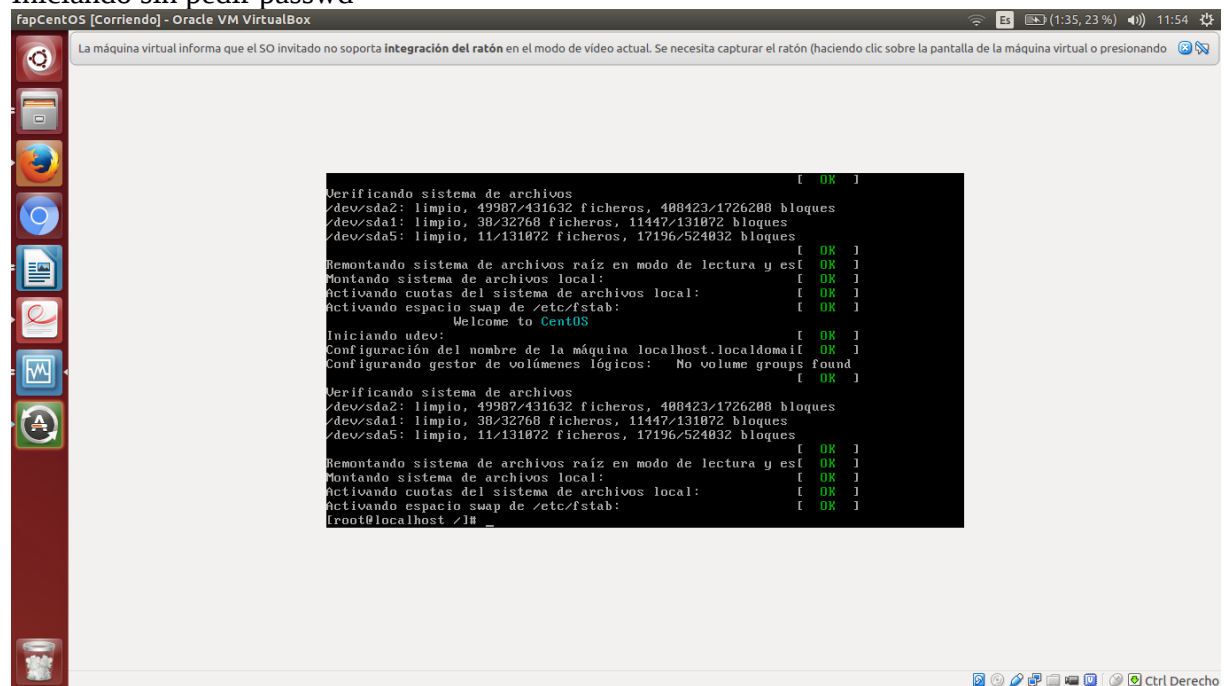 Iniciando sin pedir passwd
fapCentOS [Corriendo] - Oracle VM VirtualBox
Es (1:35, 23 %) 11:54
La máquina virtual informa que el SO invitado no soporta integración del ratón en el modo de vídeo actual. Se necesita capturar el ratón (haciendo clic sobre la pantalla de la máquina virtual o presionando
[ OK ]
Verificando sistema de archivos
/dev/sda2: limpio, 49987/431632 ficheros, 408423/1726208 bloques
/dev/sda1: limpio, 38/32768 ficheros, 11447/131072 bloques
/dev/sda5: limpio, 11/131072 ficheros, 17196/524032 bloques
[ OK ]
Remontando sistema de archivos raíz en modo de lectura y es[ OK ]
Montando sistema de archivos local: [ OK ]
Activando cuotas del sistema de archivos local: [ OK ]
Activando espacio swap de /etc/fstab: [ OK ]
Welcome to CentOS
Iniciando udev: [ OK ]
Configuración del nombre de la máquina localhost.localdomai[ OK ]
Configurando gestor de volúmenes lógicos: No volume groups found
[ OK ]
Verificando sistema de archivos
/dev/sda2: limpio, 49987/431632 ficheros, 408423/1726208 bloques
/dev/sda1: limpio, 38/32768 ficheros, 11447/131072 bloques
/dev/sda5: limpio, 11/131072 ficheros, 17196/524032 bloques
[ OK ]
Remontando sistema de archivos raíz en modo de lectura y es[ OK ]
Montando sistema de archivos local: [ OK ]
Activando cuotas del sistema de archivos local: [ OK ]
Activando espacio swap de /etc/fstab: [ OK ]
[root@localhost /]# _
Ctrl Derecho